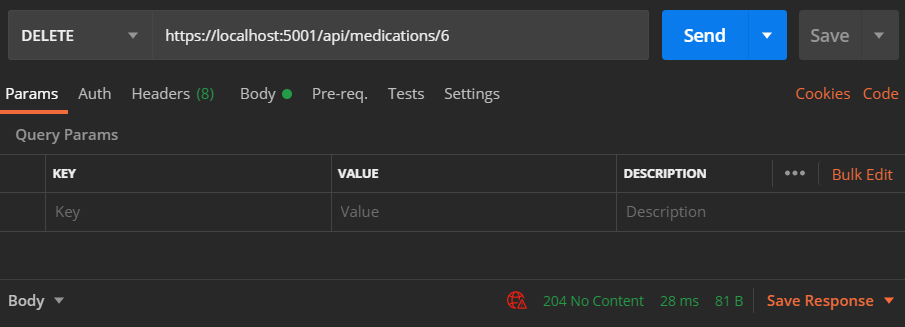 DELETE https://localhost:5001/api/medications/6 Send Save
Params Auth Headers (8) Body Pre-req. Tests Settings Cookies Code
Query Params
KEY VALUE DESCRIPTION ••• Bulk Edit
Key Value Description
Body 204 No Content 28 ms 81 B Save Response